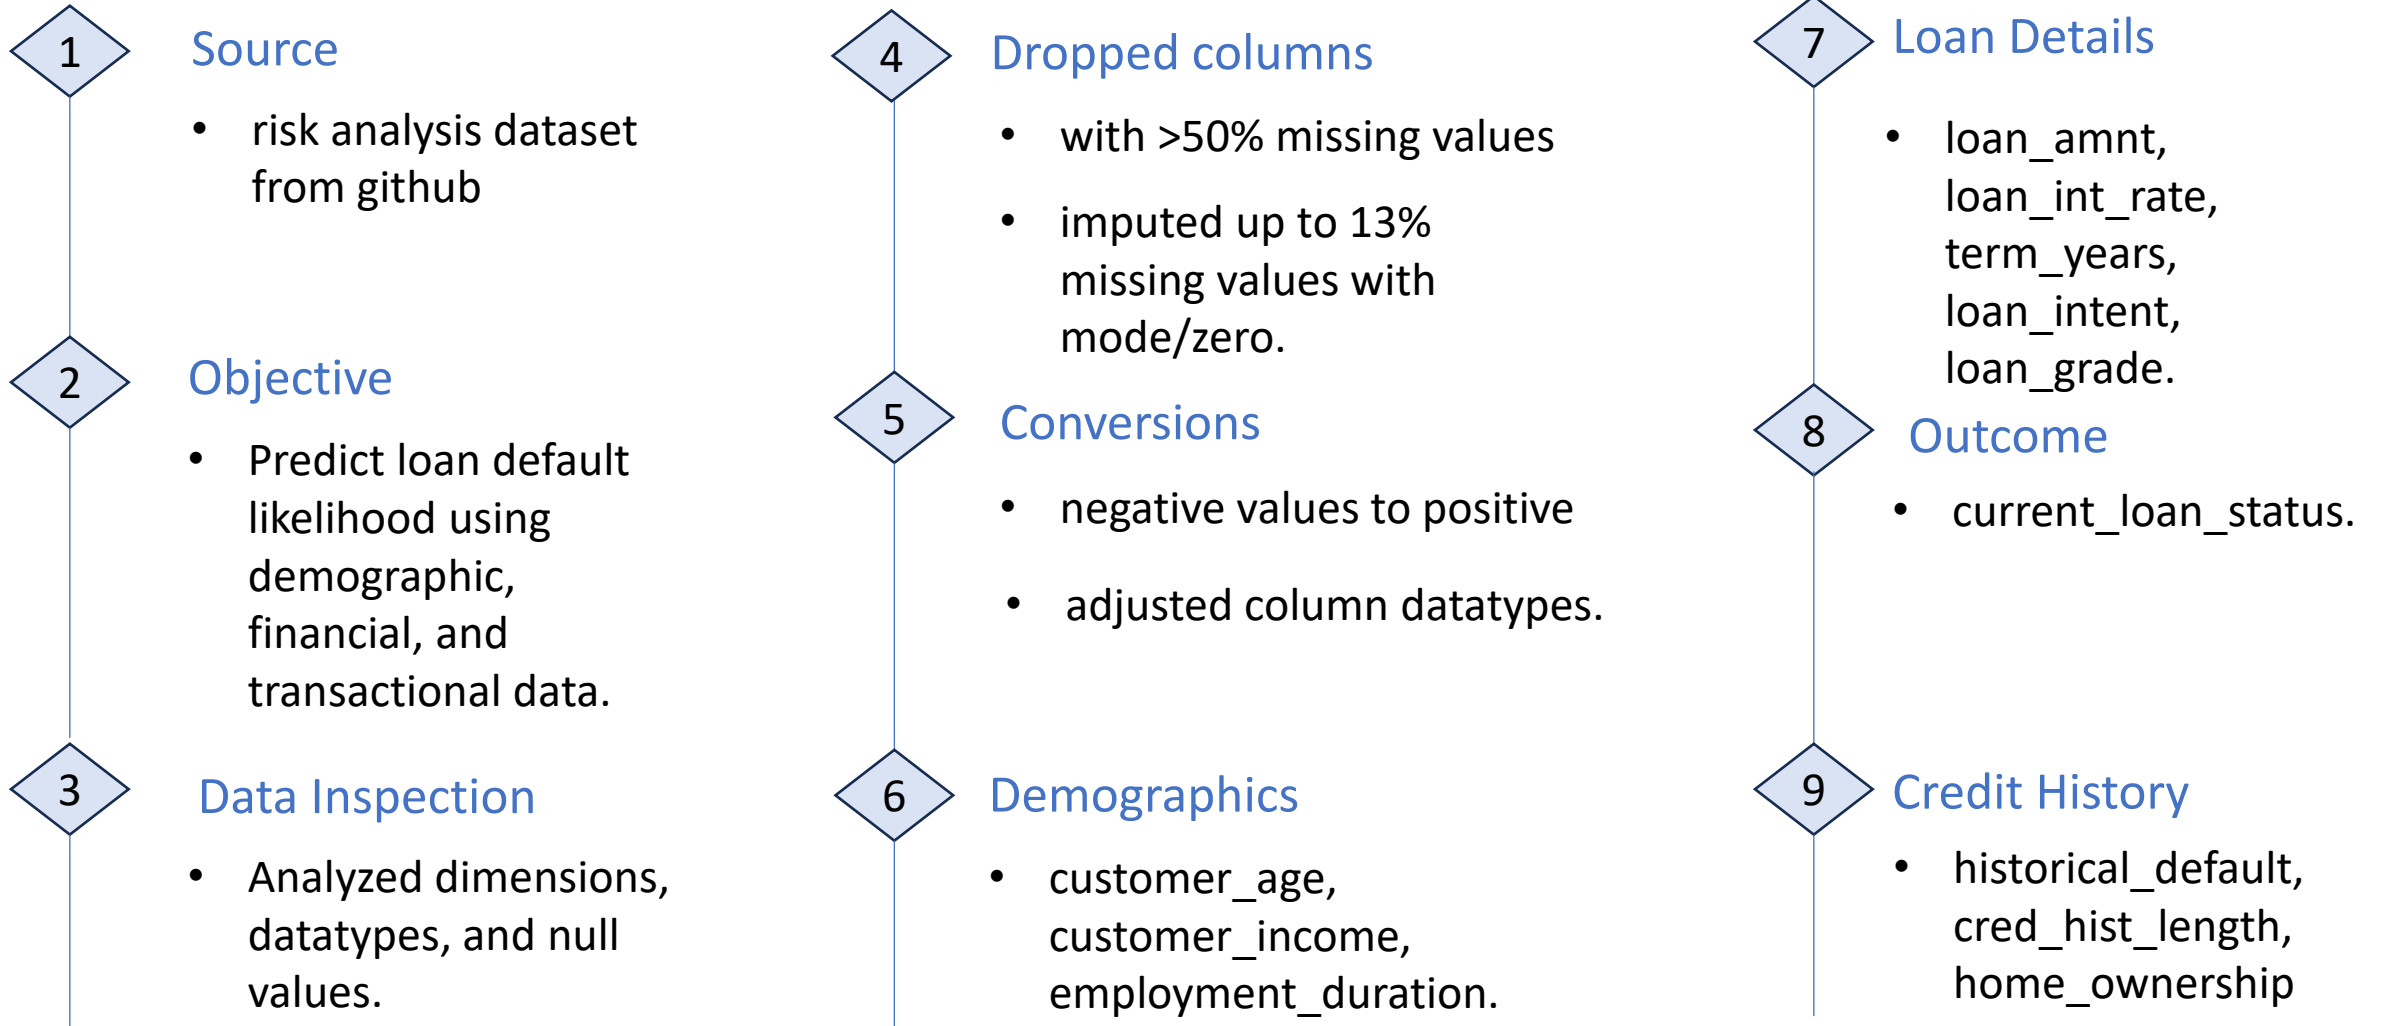 1
Source
• risk analysis dataset
from github
2
Objective
• Predict loan default
likelihood using
demographic,
financial, and
transactional data.
3
Data Inspection
• Analyzed dimensions,
datatypes, and null
values.
4
Dropped columns
• with >50% missing values
• imputed up to 13%
missing values with
mode/zero.
5
Conversions
• negative values to positive
• adjusted column datatypes.
6
Demographics
• customer_age,
customer_income,
employment_duration.
7
Loan Details
• loan_amnt,
loan_int_rate,
term_years,
loan_intent,
loan_grade.
8
Outcome
• current_loan_status.
9
Credit History
• historical_default,
cred_hist_length,
home_ownership